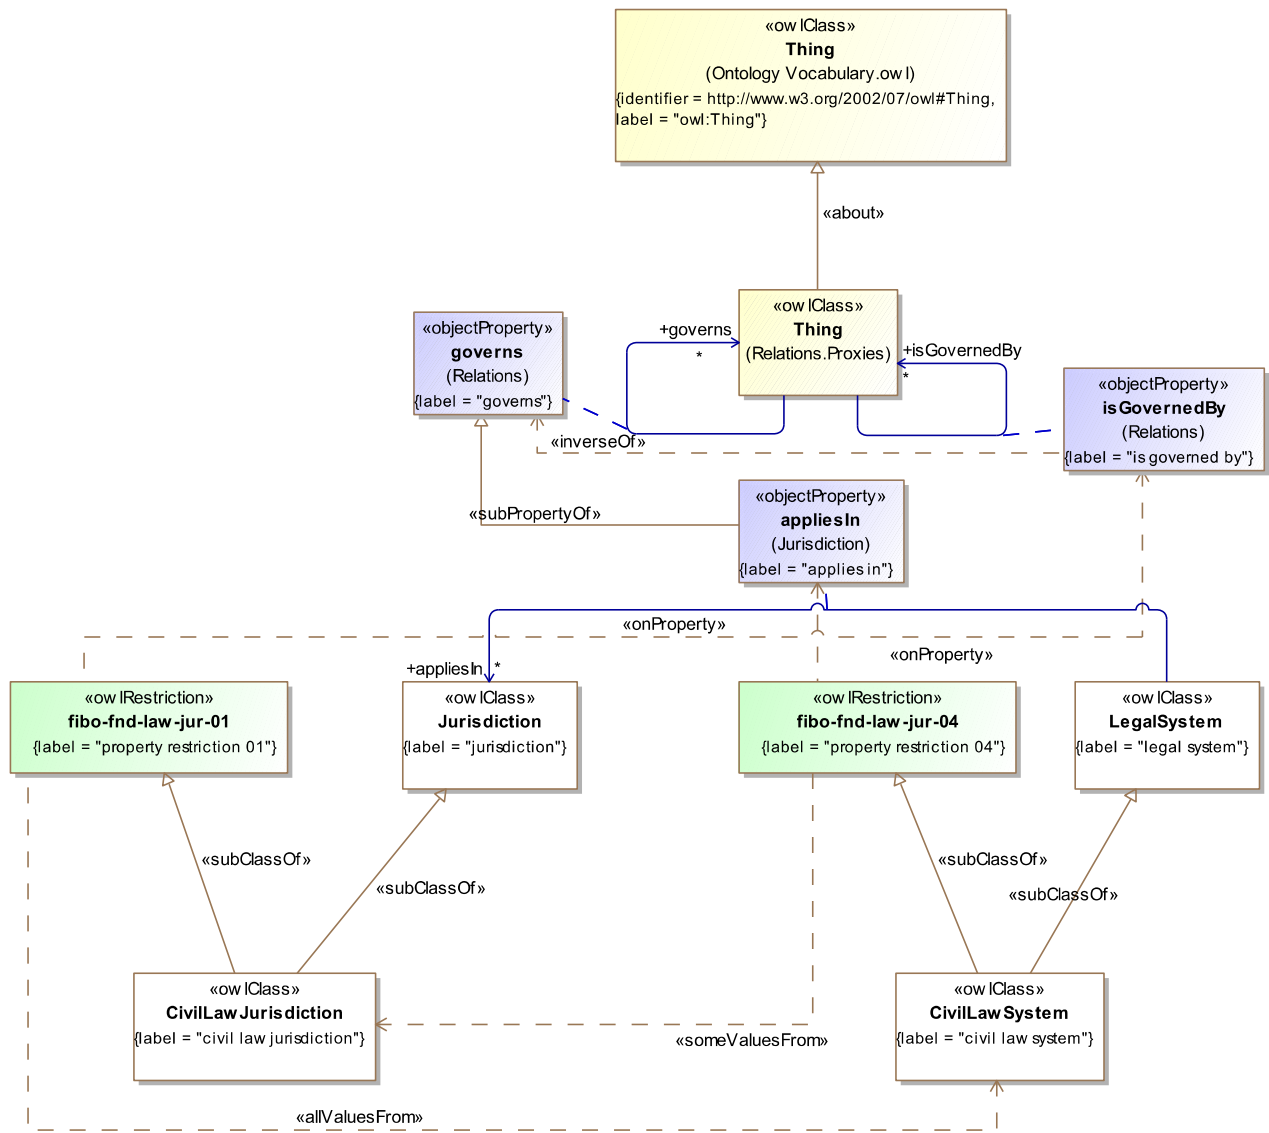 «owlClass»
Thing
(Ontology Vocabulary.owl)
{identifier = http://www.w3.org/2002/07/owl#Thing,
label = "owl:Thing"}
«about»
«owlClass»
Thing
(Relations.Proxies)
«objectProperty»
governs
(Relations)
{label = "governs"}
+governs
*
+isGovernedBy
*
«objectProperty»
isGovernedBy
(Relations)
{label = "is governed by"}
«inverseOf»
«subPropertyOf»
«objectProperty»
appliesIn
(Jurisdiction)
{label = "applies in"}
«onProperty»
«onProperty»
+appliesIn
*
«owlRestriction»
fibo-fnd-law-jur-01
{label = "property restriction 01"}
«owlClass»
Jurisdiction
{label = "jurisdiction"}
«owlRestriction»
fibo-fnd-law-jur-04
{label = "property restriction 04"}
«owlClass»
LegalSystem
{label = "legal system"}
«subClassOf»
«subClassOf»
«subClassOf»
«subClassOf»
«owlClass»
CivilLawJurisdiction
{label = "civil law jurisdiction"}
«owlClass»
CivilLawSystem
{label = "civil law system"}
«someValuesFrom»
«allValuesFrom»